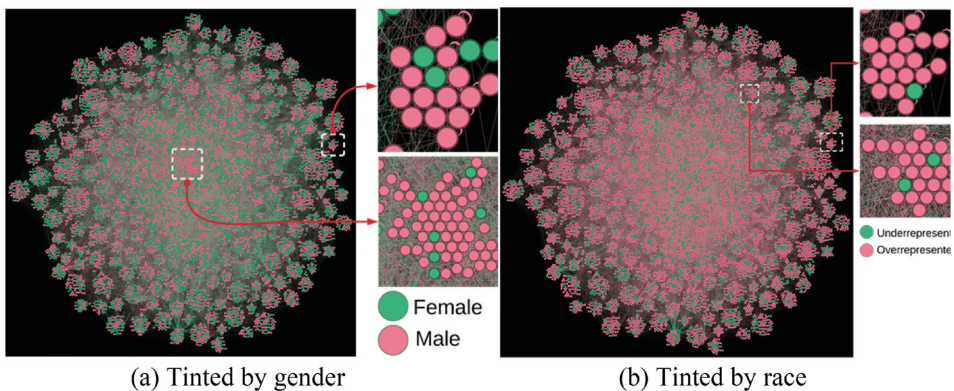 Female
Male
Underrepresent
Overrepresente
(a) Tinted by gender
(b) Tinted by race